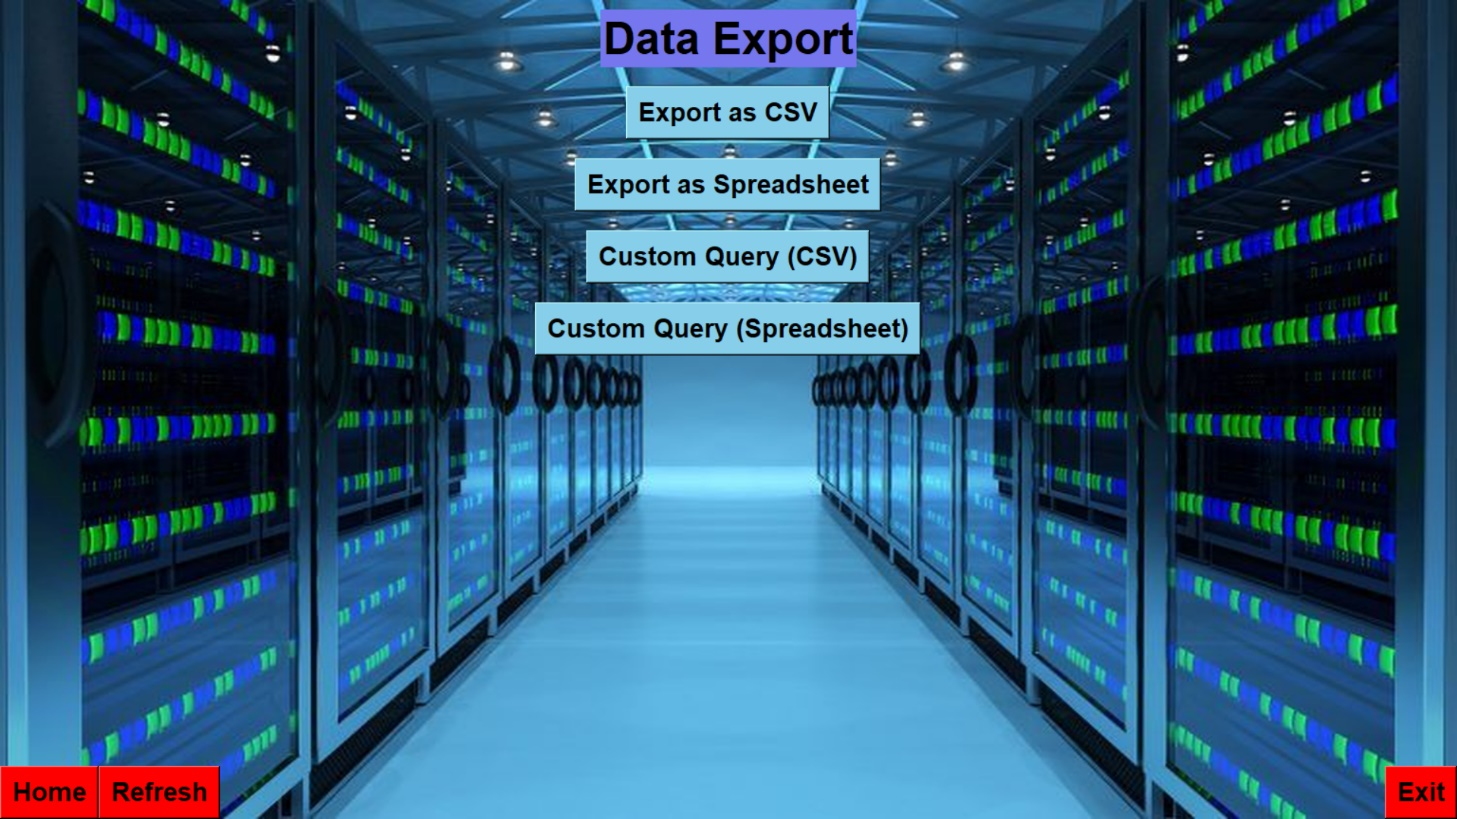 Data Export
Export as CSV
Export as Spreadsheet
Custom Query (CSV)
Custom Query (Spreadsheet)
Home
Refresh
Exit